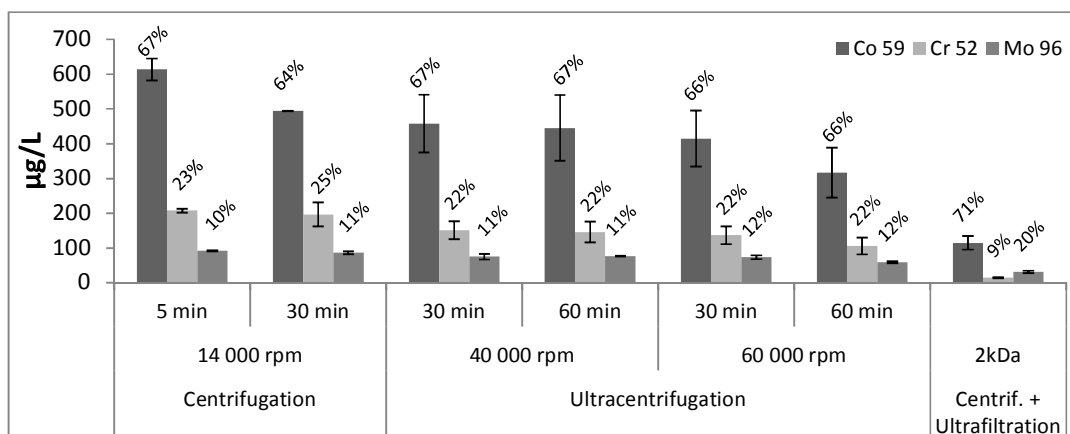 700
600
500
400
300
200
100
0
µg/L
Co 59 Cr 52 Mo 96
67% 23% 10%
64% 25% 11%
67% 22% 11%
67% 22% 11%
66% 22% 12%
66% 22% 12%
71% 9% 20%
5 min 30 min 30 min 60 min 30 min 60 min
14 000 rpm 40 000 rpm 60 000 rpm 2kDa
Centrifugation Ultracentrifugation Centrif. +
Ultrafiltration